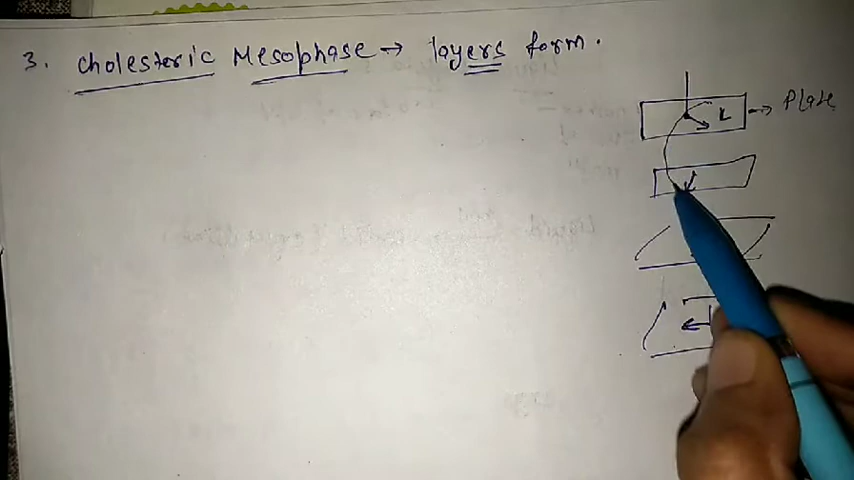 3. Cholesteric Mesophase → layers form.
L → Plate